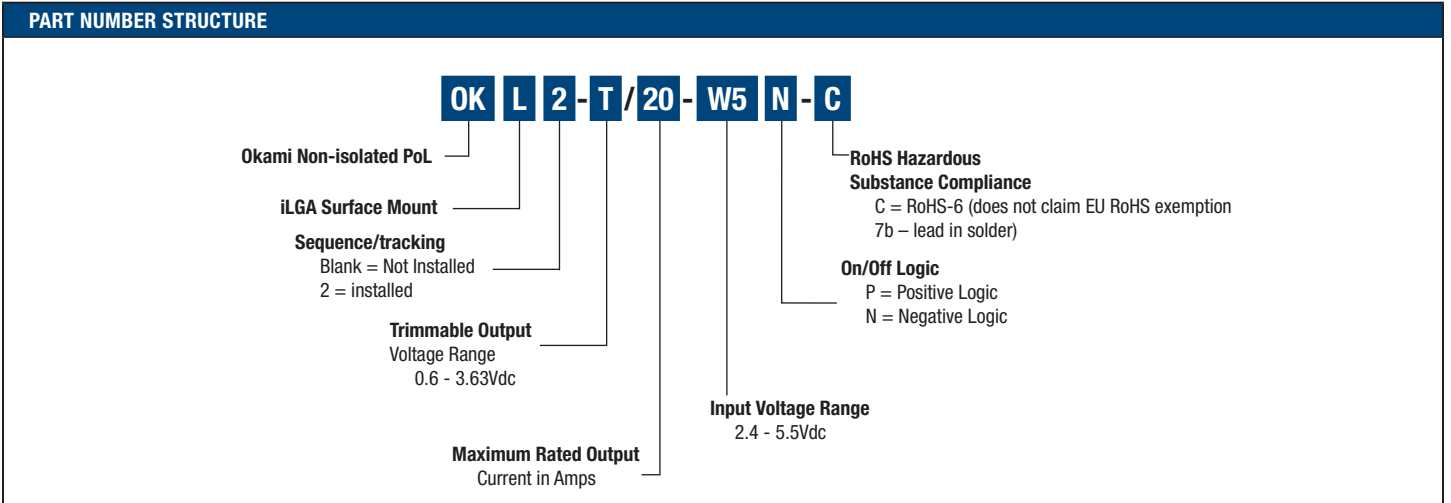 PART NUMBER STRUCTURE
OK L 2 - T / 20 - W5 N - C
Okami Non-isolated PoL
iLGA Surface Mount
Sequence/tracking
Blank = Not Installed
2 = installed
Trimmable Output
Voltage Range
0.6 - 3.63Vdc
Maximum Rated Output
Current in Amps
RoHS Hazardous
Substance Compliance
C = RoHS-6 (does not claim EU RoHS exemption
7b – lead in solder)
On/Off Logic
P = Positive Logic
N = Negative Logic
Input Voltage Range
2.4 - 5.5Vdc